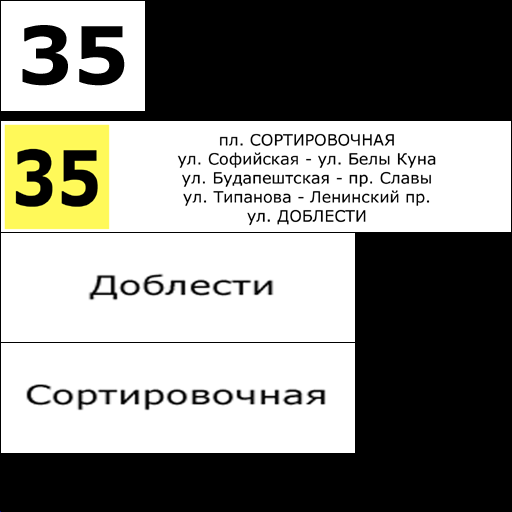 35
35
пл. СОРТИРОВОЧНАЯ
ул. Софийская - ул. Белы Куна
ул. Будапештская - пр. Славы
ул. Типанова - Ленинский пр.
ул. ДОБЛЕСТИ
Доблести
Сортировочная